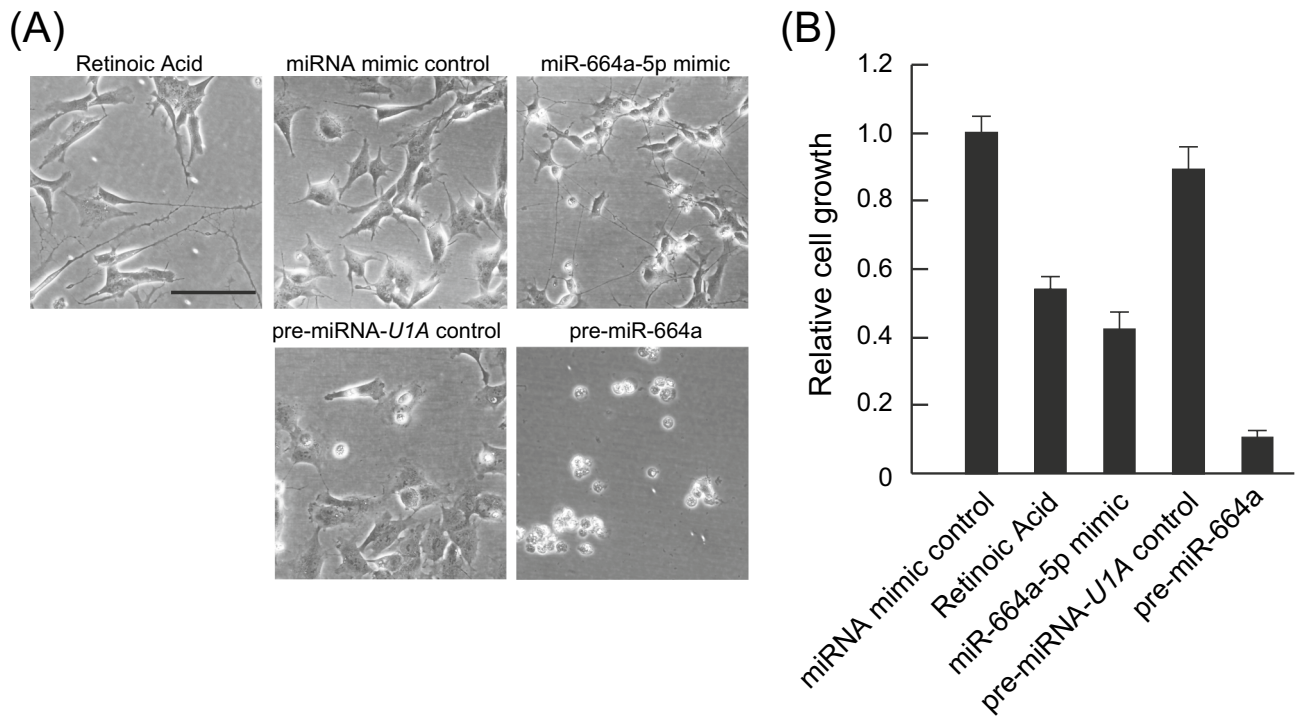 (A)
Retinoic Acid
miRNA mimic control
miR-664a-5p mimic
pre-miRNA-U1A control
pre-miR-664a
(B)
Relative cell growth
1.2
1.0
0.8
0.6
0.4
0.2
0
miRNA mimic control
Retinoic Acid
miR-664a-5p mimic
pre-miRNA-U1A control
pre-miR-664a